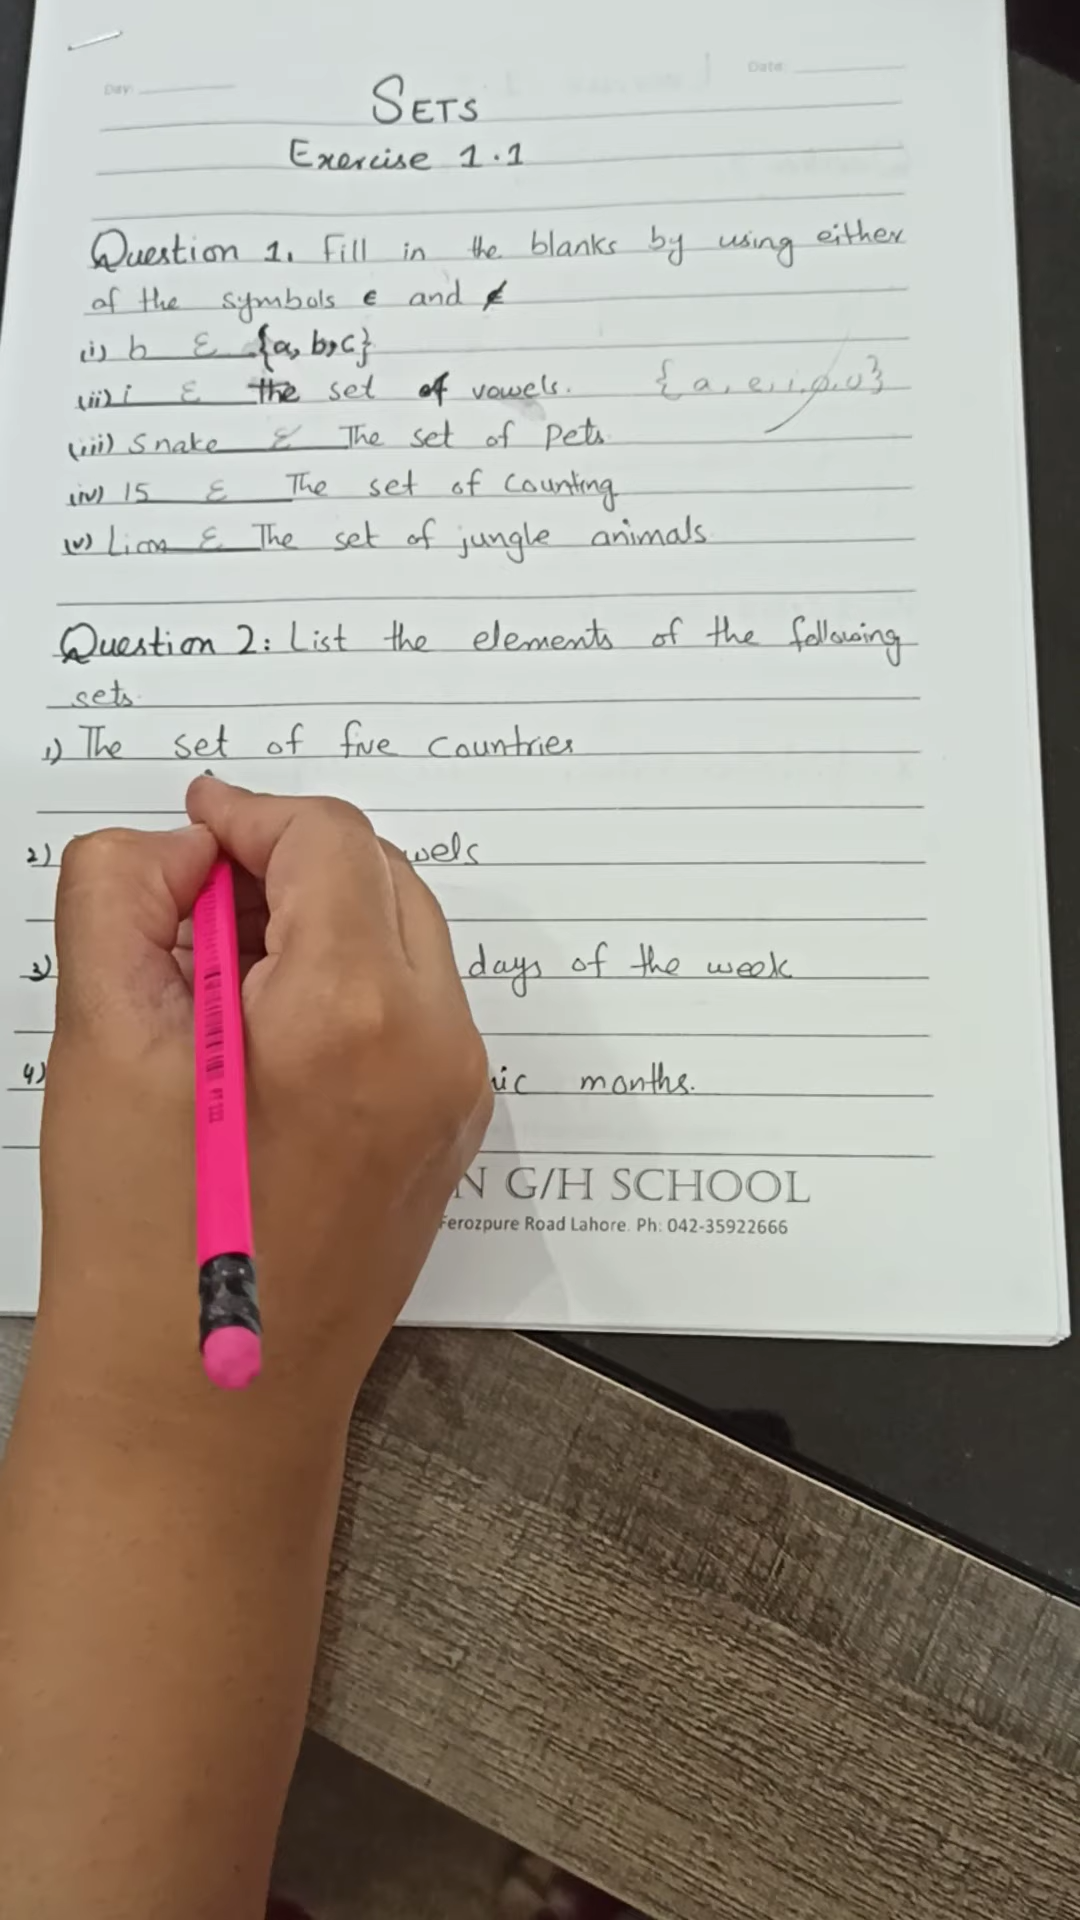 Day:
Date:
SETS
Exercise 1.1
Question 1. Fill in the blanks by using either
of the symbols ∈ and ∉
(i) b ∈ {a, b, c}
(ii) i ∈ the set of vowels. {a, e, i, o, u}
(iii) Snake ∉ The set of Pets
(iv) 15 ∈ The set of counting
(v) Lion ∈ The set of jungle animals
Question 2: List the elements of the following
sets.
1) The set of five countries
2)
3) days of the week
4) months.
G/H SCHOOL
Ferozpure Road Lahore. Ph: 042-35922666